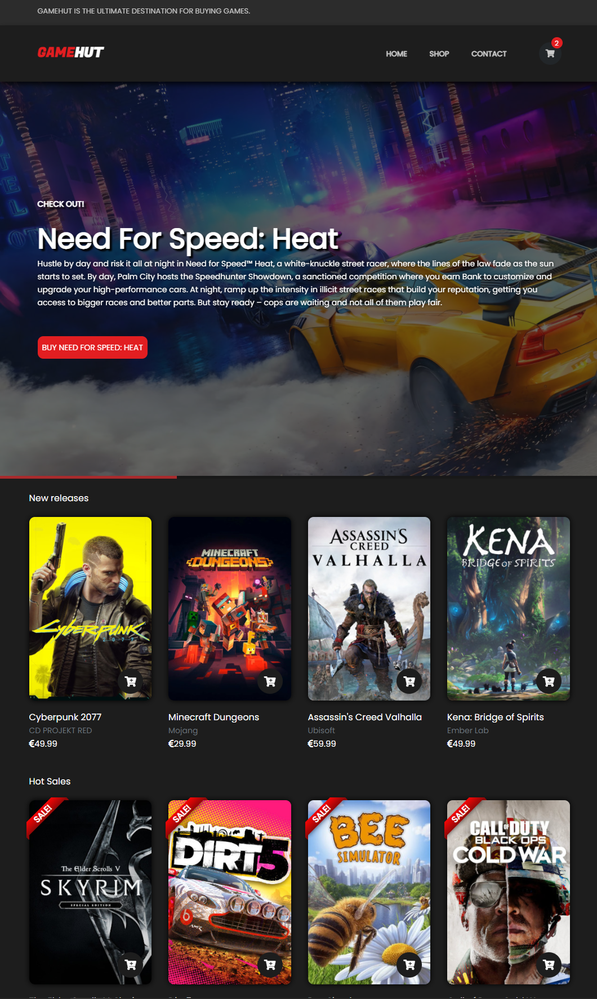 GAMEHUT IS THE ULTIMATE DESTINATION FOR BUYING GAMES.
GAMEHUT
HOME SHOP CONTACT 2
CHECK OUT!
Need For Speed: Heat
Hustle by day and risk it all at night in Need for Speed™ Heat, a white-knuckle street racer, where the lines of the law fade as the sun
starts to set. By day, Palm City hosts the Speedhunter Showdown, a sanctioned competition where you earn Bank to customize and
upgrade your high-performance cars. At night, ramp up the intensity in illicit street races that build your reputation, getting you
access to bigger races and better parts. But stay ready – cops are waiting and not all of them play fair.
BUY NEED FOR SPEED: HEAT
New releases
CYBERPUNK
2077
MINECRAFT
DUNGEONS
ASSASSIN'S
CREED
VALHALLA
KENA
BRIDGE OF SPIRITS
Cyberpunk 2077
CD PROJEKT RED
€49.99
Minecraft Dungeons
Mojang
€29.99
Assassin's Creed Valhalla
Ubisoft
€59.99
Kena: Bridge of Spirits
Ember Lab
€49.99
Hot Sales
SALE!
The Elder Scrolls V
SKYRIM
SPECIAL EDITION
SALE!
DIRT 5
AMR
SALE!
BEE
SIMULATOR
SALE!
CALL OF DUTY
BLACK OPS
COLD WAR